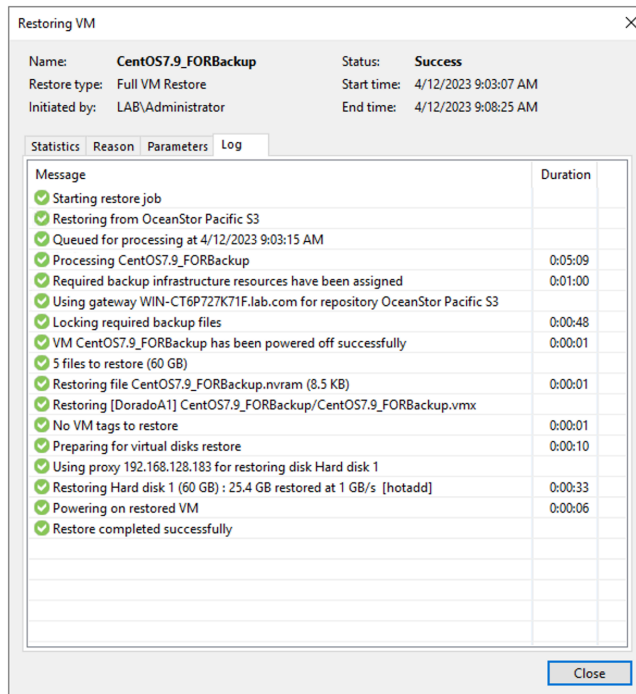 Restoring VM
Name: CentOS7.9_FORBackup Status: Success
Restore type: Full VM Restore Start time: 4/12/2023 9:03:07 AM
Initiated by: LAB\Administrator End time: 4/12/2023 9:08:25 AM
Statistics Reason Parameters Log
Message Duration
Starting restore job
Restoring from OceanStor Pacific S3
Queued for processing at 4/12/2023 9:03:15 AM
Processing CentOS7.9_FORBackup 0:05:09
Required backup infrastructure resources have been assigned 0:01:00
Using gateway WIN-CT6P727K71F.lab.com for repository OceanStor Pacific S3
Locking required backup files 0:00:48
VM CentOS7.9_FORBackup has been powered off successfully 0:00:01
5 files to restore (60 GB)
Restoring file CentOS7.9_FORBackup.nvram (8.5 KB) 0:00:01
Restoring [DoradoA1] CentOS7.9_FORBackup/CentOS7.9_FORBackup.vmx
No VM tags to restore 0:00:01
Preparing for virtual disks restore 0:00:10
Using proxy 192.168.128.183 for restoring disk Hard disk 1
Restoring Hard disk 1 (60 GB) : 25.4 GB restored at 1 GB/s [hotadd] 0:00:33
Powering on restored VM 0:00:06
Restore completed successfully
Close